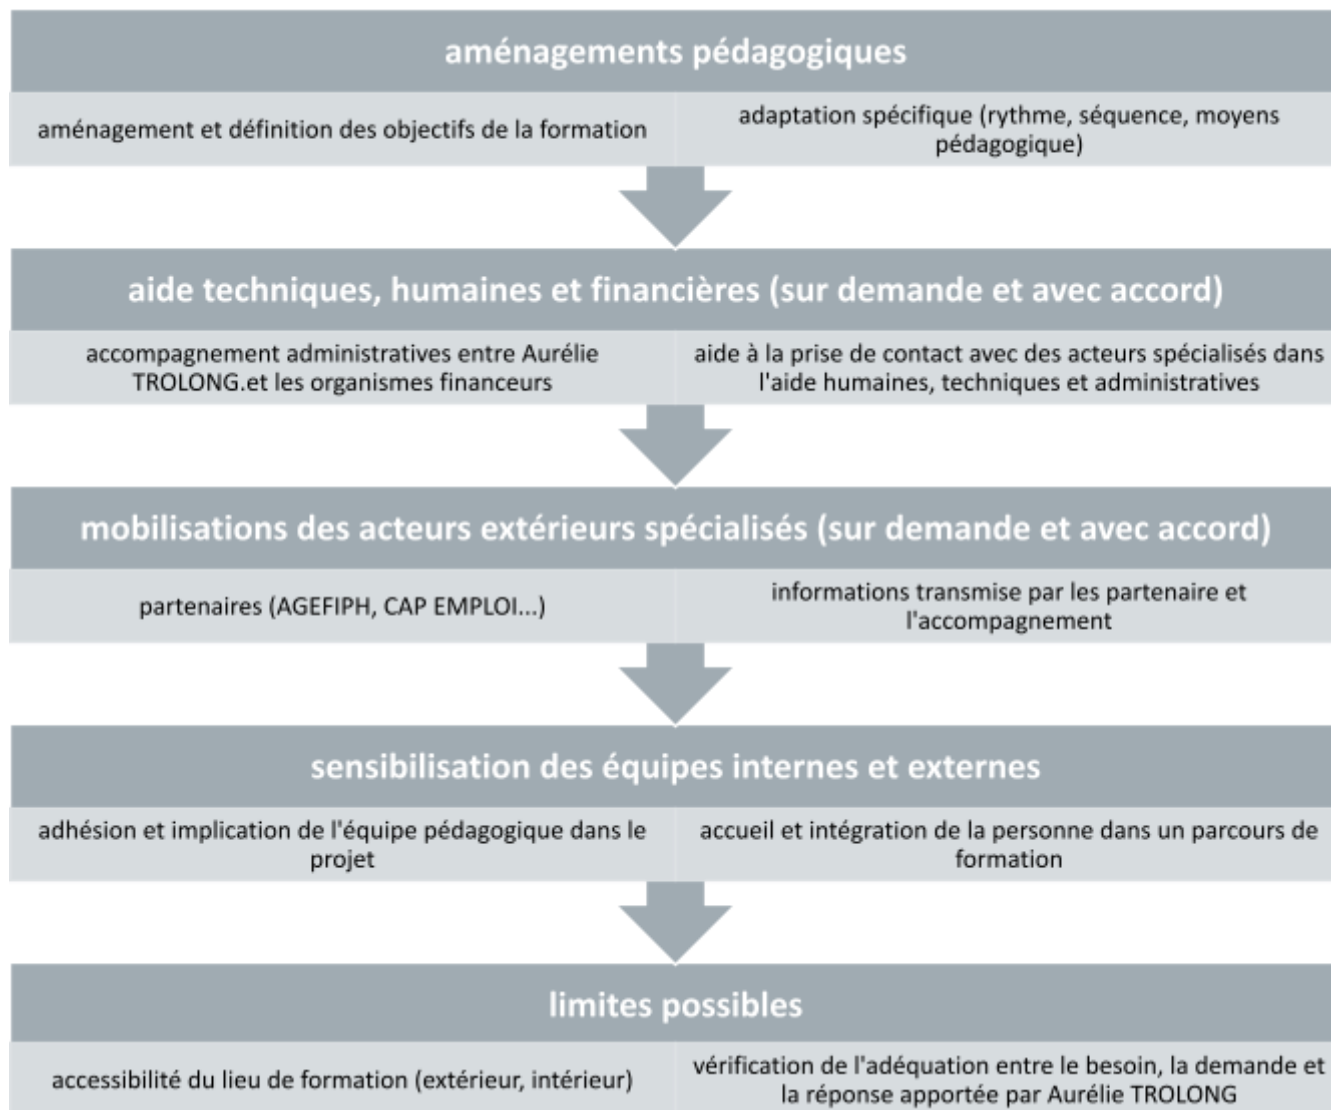 aménagements pédagogiques
aménagement et définition des objectifs de la formation
adaptation spécifique (rythme, séquence, moyens
pédagogique)
aide techniques, humaines et financières (sur demande et avec accord)
accompagnement administratives entre Aurélie
TROLONG.et les organismes financeurs
aide à la prise de contact avec des acteurs spécialisés dans
l'aide humaines, techniques et administratives
mobilisations des acteurs extérieurs spécialisés (sur demande et avec accord)
partenaires (AGEFIPH, CAP EMPLOI...)
informations transmise par les partenaire et
l'accompagnement
sensibilisation des équipes internes et externes
adhésion et implication de l'équipe pédagogique dans le
projet
accueil et intégration de la personne dans un parcours de
formation
limites possibles
accessibilité du lieu de formation (extérieur, intérieur)
vérification de l'adéquation entre le besoin, la demande et
la réponse apportée par Aurélie TROLONG